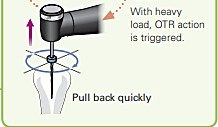 With heavy
load, OTR action
is triggered.
Pull back quickly